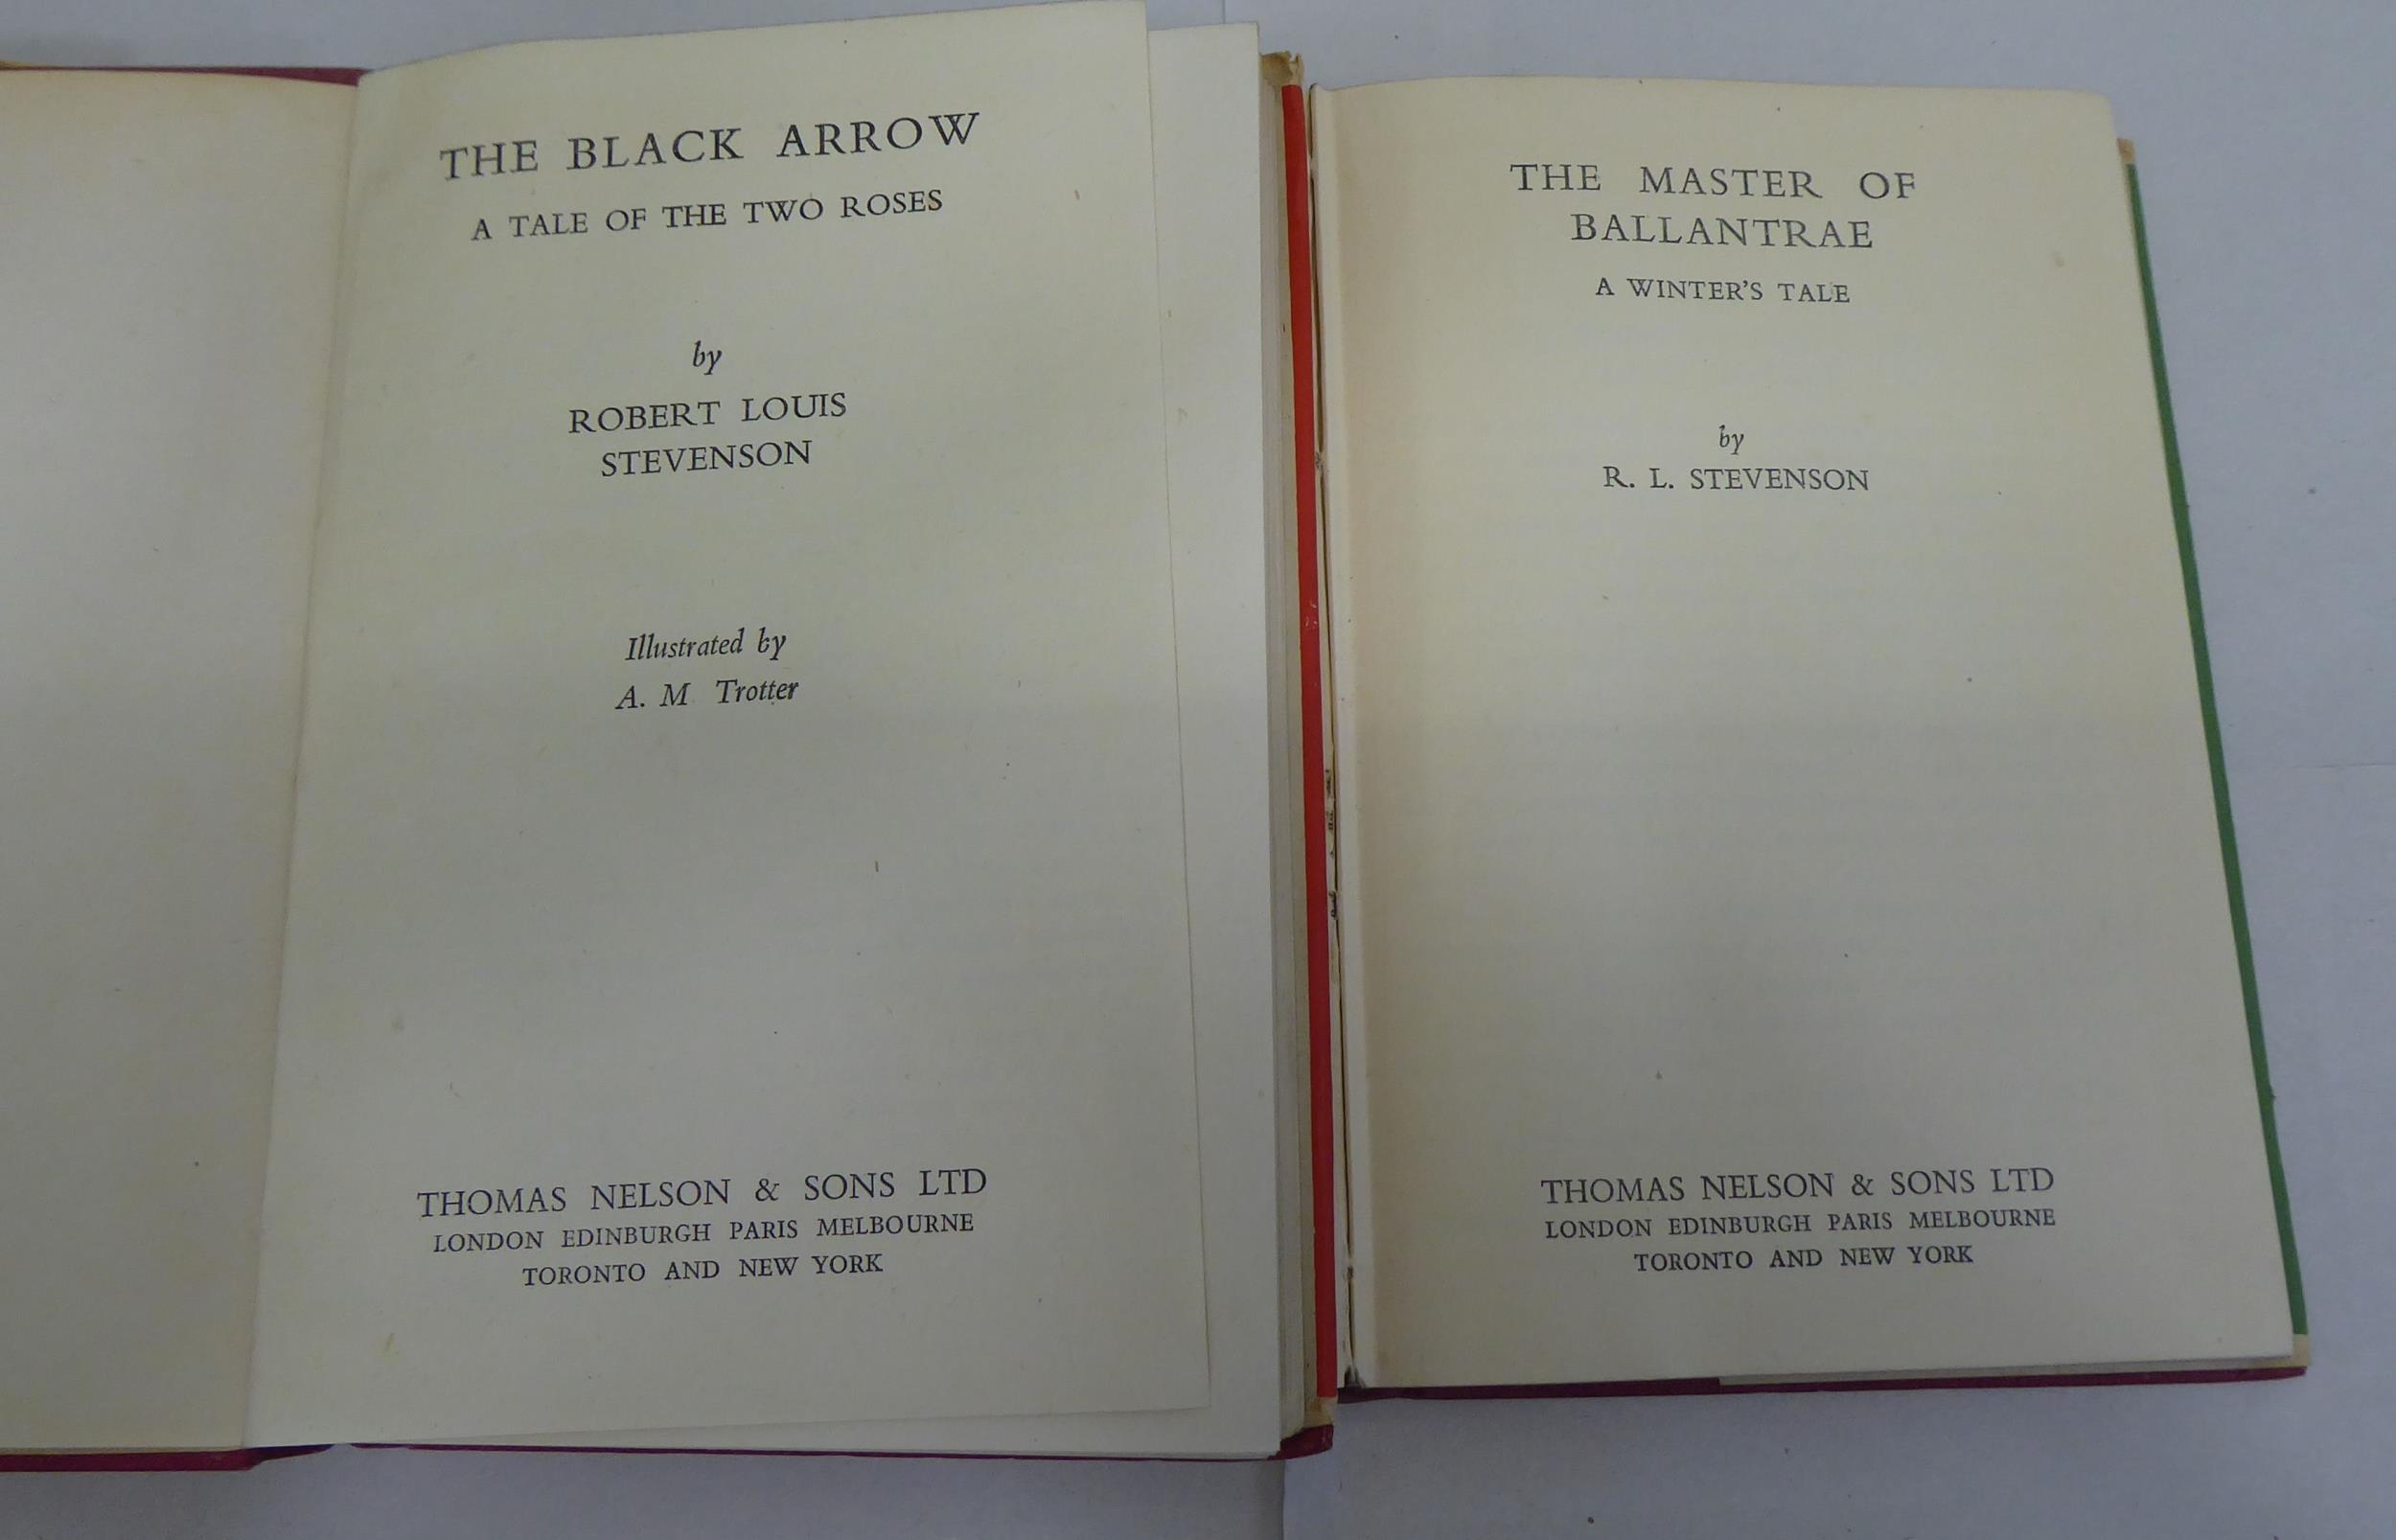 THE BLACK ARROW
A TALE OF THE TWO ROSES
by
ROBERT LOUIS
STEVENSON
Illustrated by
A. M Trotter
THOMAS NELSON & SONS LTD
LONDON EDINBURGH PARIS MELBOURNE
TORONTO AND NEW YORK
THE MASTER OF
BALLANTRAE
A WINTER'S TALE
by
R. L. STEVENSON
THOMAS NELSON & SONS LTD
LONDON EDINBURGH PARIS MELBOURNE
TORONTO AND NEW YORK